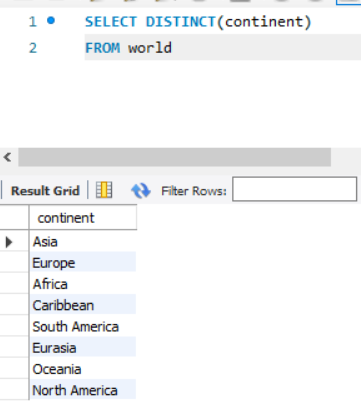 1 SELECT DISTINCT(continent)
2 FROM world
Result Grid Filter Rows:
continent
Asia
Europe
Africa
Caribbean
South America
Eurasia
Oceania
North America